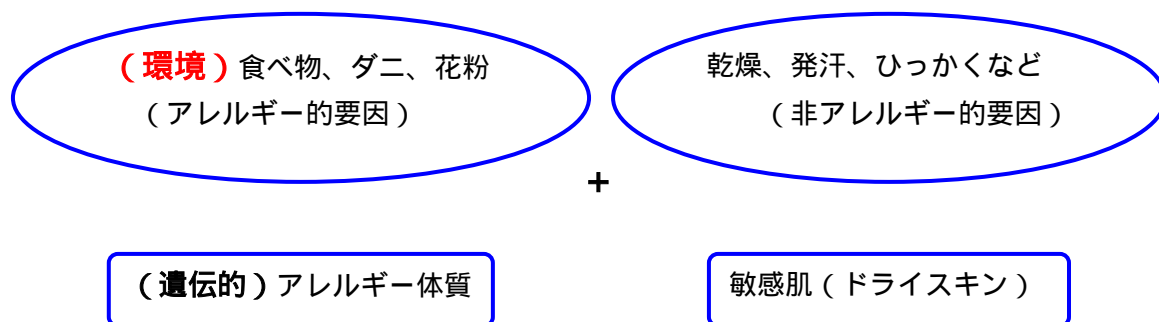 （環境）食べ物、ダニ、花粉
（アレルギー的要因）
乾燥、発汗、ひっかくなど
（非アレルギー的要因）
+
（遺伝的）アレルギー体質
敏感肌（ドライスキン）